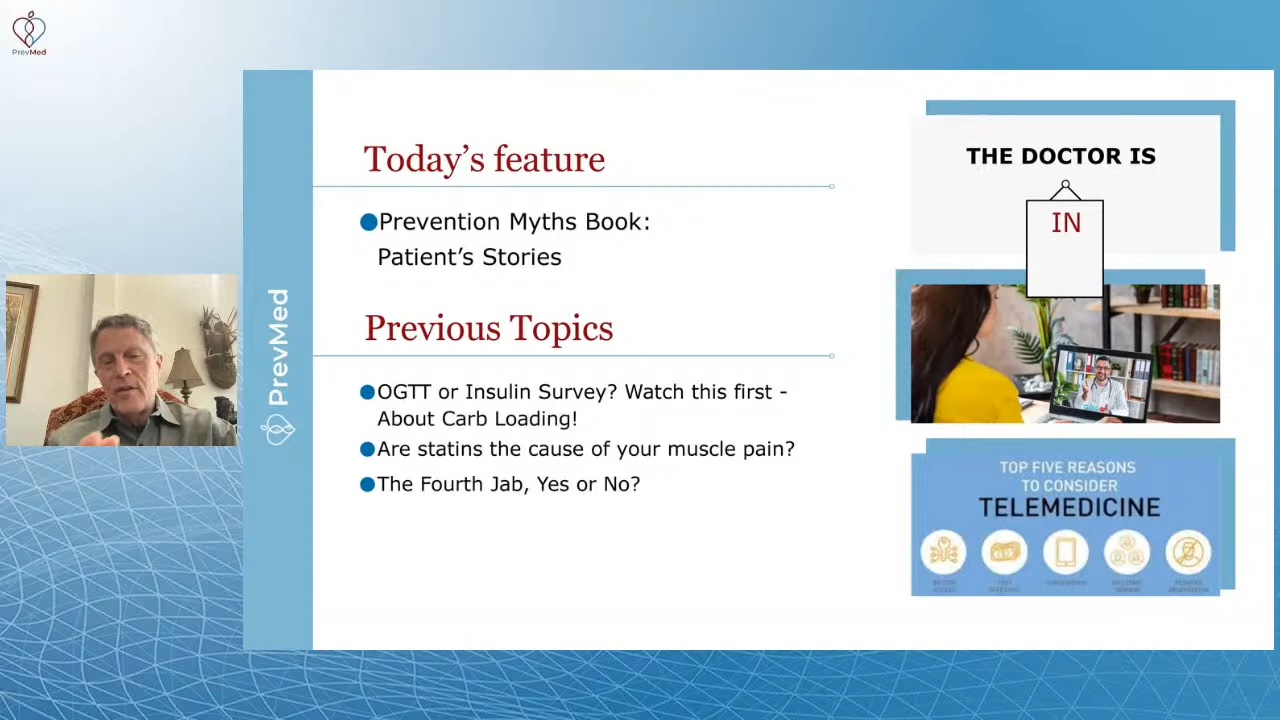 PrevMed
PrevMed
Today's feature
Prevention Myths Book:
Patient's Stories
Previous Topics
OGTT or Insulin Survey? Watch this first -
About Carb Loading!
Are statins the cause of your muscle pain?
The Fourth Jab, Yes or No?
THE DOCTOR IS
IN
TOP FIVE REASONS
TO CONSIDER
TELEMEDICINE